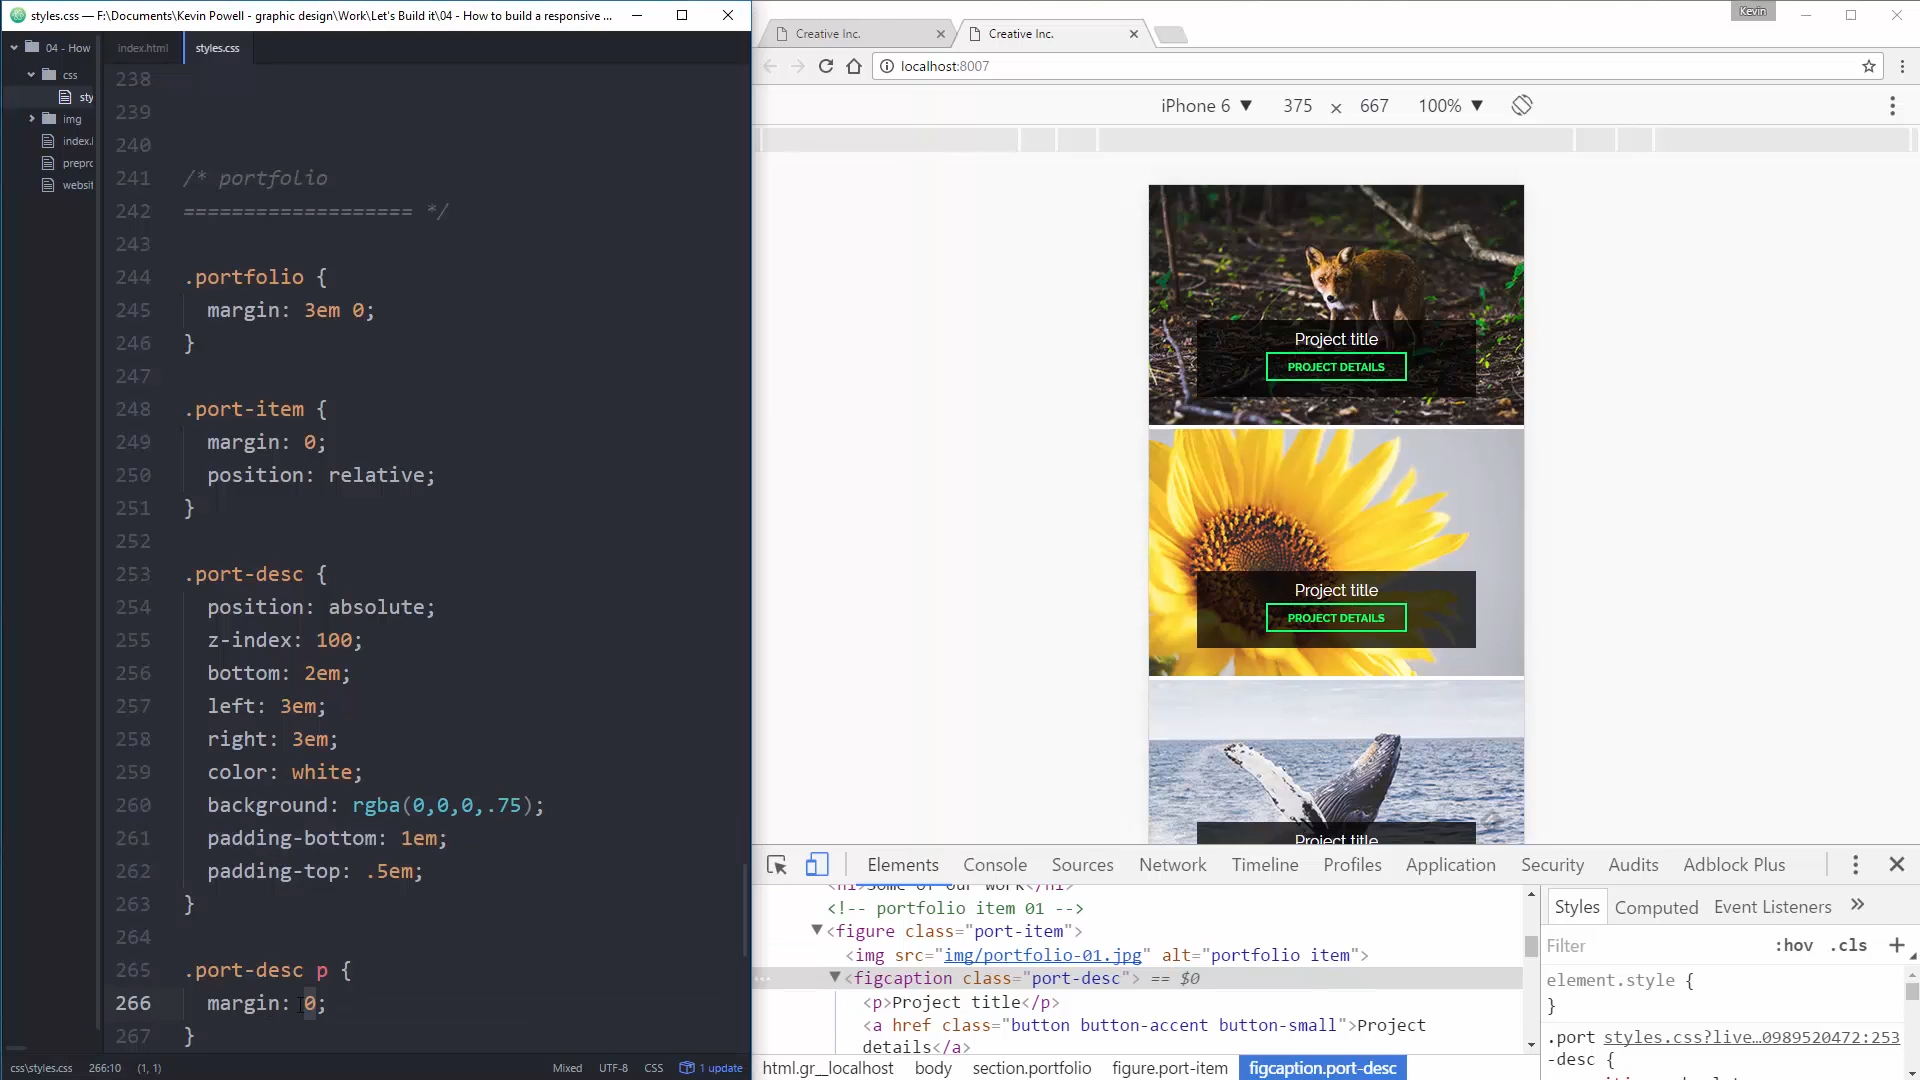 styles.css — F:\Documents\Kevin Powell - graphic design\Work\Let's Build it\04 - How to build a responsive ...
04 - How
css
sty
img
index.l
prepro
websit
index.html
styles.css
238
239
240
241 /* portfolio
242 =================== */
243
244 .portfolio {
245 margin: 3em 0;
246 }
247
248 .port-item {
249 margin: 0;
250 position: relative;
251 }
252
253 .port-desc {
254 position: absolute;
255 z-index: 100;
256 bottom: 2em;
257 left: 3em;
258 right: 3em;
259 color: white;
260 background: rgba(0,0,0,.75);
261 padding-bottom: 1em;
262 padding-top: .5em;
263 }
264
265 .port-desc p {
266 margin: 0;
267 }
css\styles.css 266:10 (1, 1) Mixed UTF-8 CSS 1 update
Kevin
Creative Inc.
Creative Inc.
localhost:8007
iPhone 6 ▼ 375 × 667 100% ▼
Project title
PROJECT DETAILS
Project title
PROJECT DETAILS
Project title
Elements Console Sources Network Timeline Profiles Application Security Audits Adblock Plus
<h1>Some of our work</h1>
<!-- portfolio item 01 -->
<figure class="port-item">
<img src="img/portfolio-01.jpg" alt="portfolio item">
<figcaption class="port-desc"> == $0
<p>Project title</p>
<a href class="button button-accent button-small">Project
details</a>
html.gr__localhost body section.portfolio figure.port-item figcaption.port-desc
Styles Computed Event Listeners »
Filter :hov .cls +
element.style {
}
.port styles.css?live…0989520472:253
-desc {